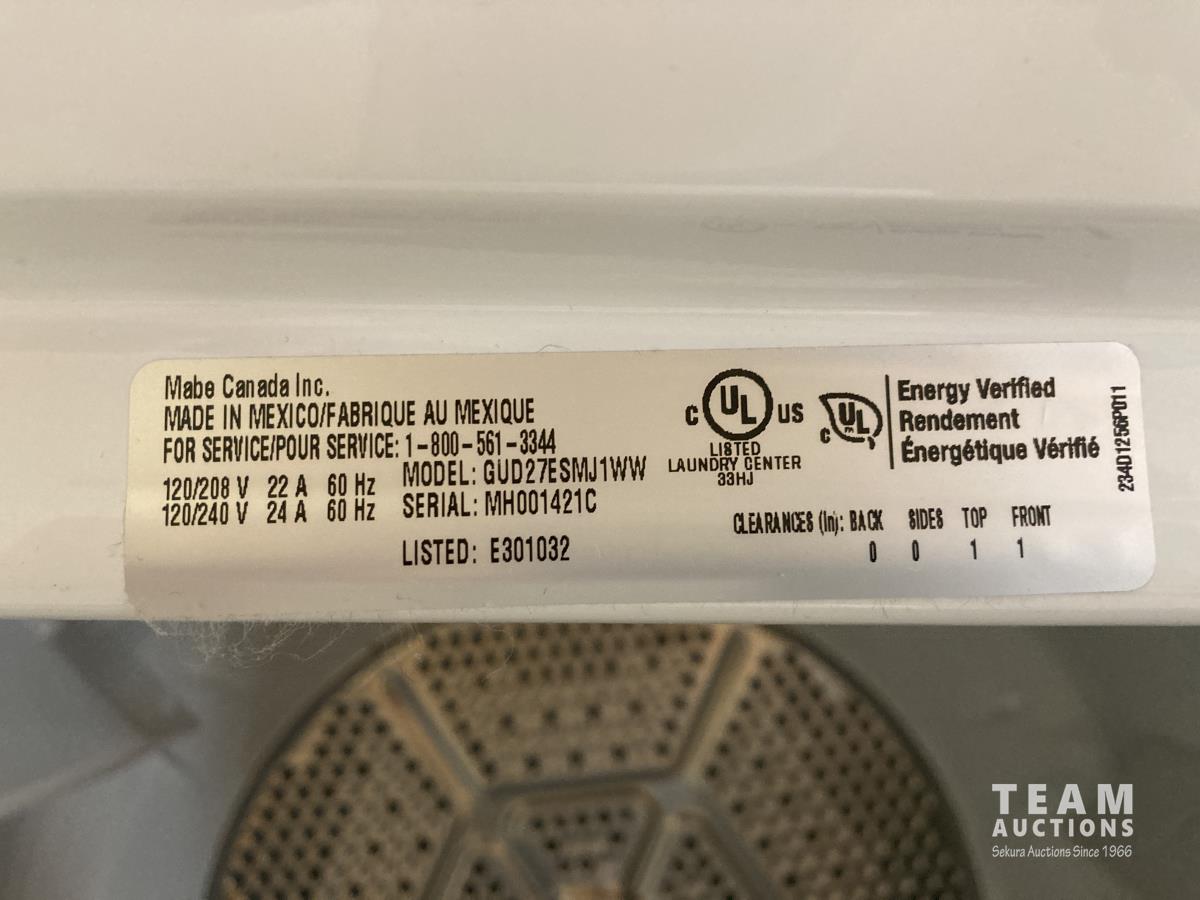 Mabe Canada Inc.
MADE IN MEXICO/FABRIQUE AU MEXIQUE
FOR SERVICE/POUR SERVICE: 1-800-561-3344
120/208 V 22 A 60 Hz
120/240 V 24 A 60 Hz
MODEL: GUD27ESMJ1WW
SERIAL: MH001421C
LISTED: E301032
C UL US
LISTED
LAUNDRY CENTER
33HJ
C UL
Energy Verified
Rendement
Énergétique Vérifié
234D1256P011
CLEARANCES (In): BACK SIDES TOP FRONT
0 0 1 1
TEAM
AUCTIONS
Sekura Auctions Since 1966